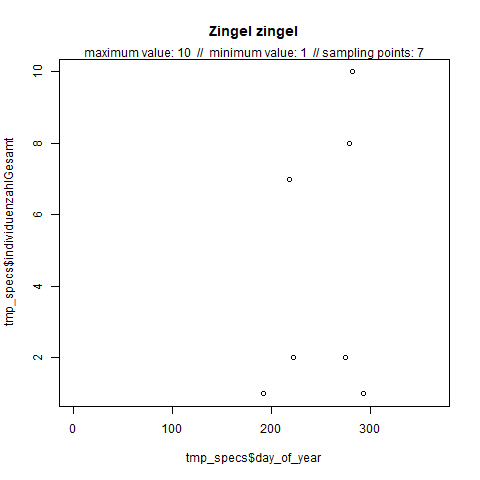 Zingel zingel
maximum value: 10 // minimum value: 1 // sampling points: 7
tmp_specs$individuenzahlGesamt
10
8
6
4
2
0 100 200 300
tmp_specs$day_of_year